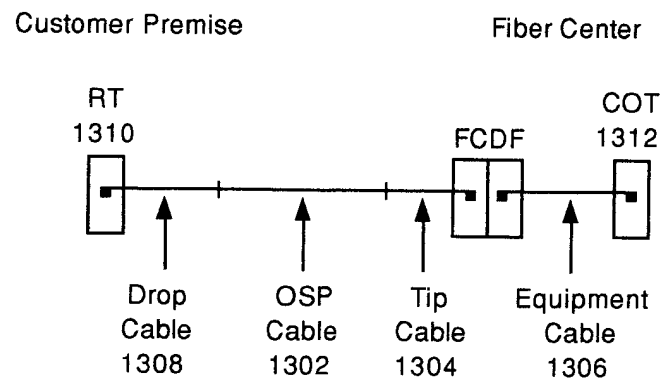 Customer Premise
Fiber Center
RT
1310
FCDF
COT
1312
Drop
Cable
1308
OSP
Cable
1302
Tip
Cable
1304
Equipment
Cable
1306